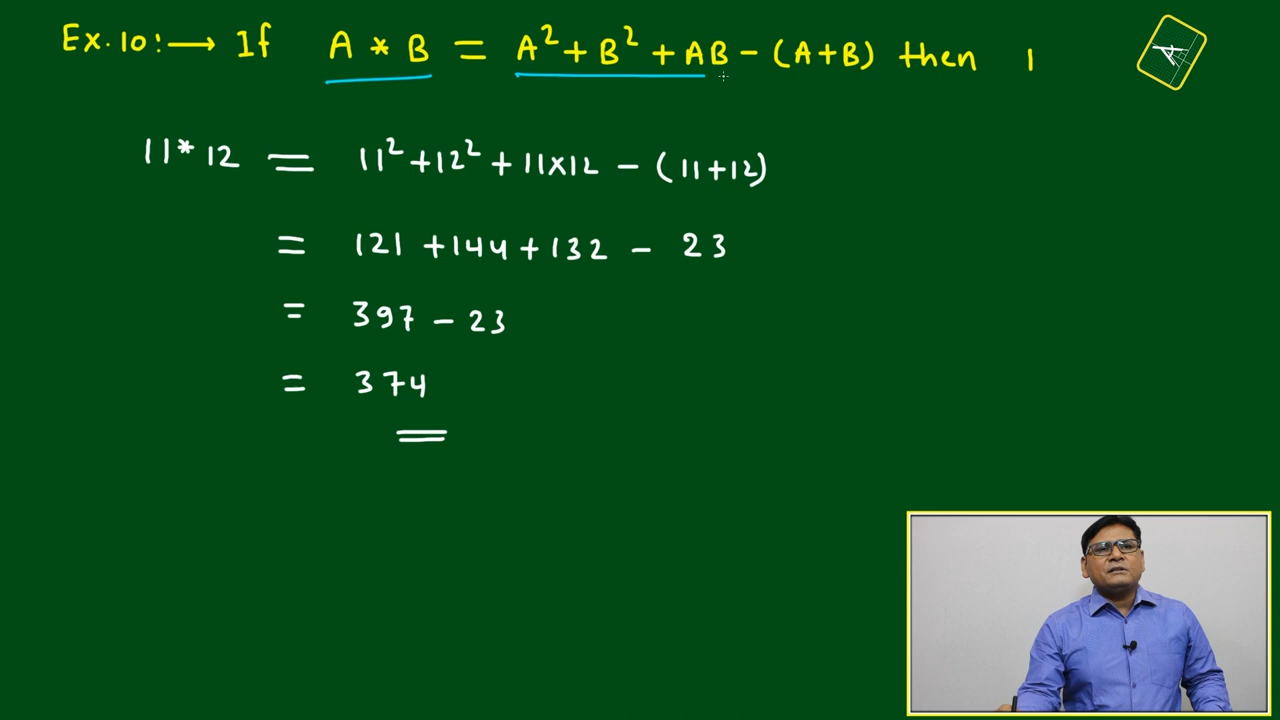 Ex.10:→ If A * B = A² + B² + AB - (A+B) then 1
11 * 12 = 11² + 12² + 11×12 - (11+12)
= 121 + 144 + 132 - 23
= 397 - 23
= 374